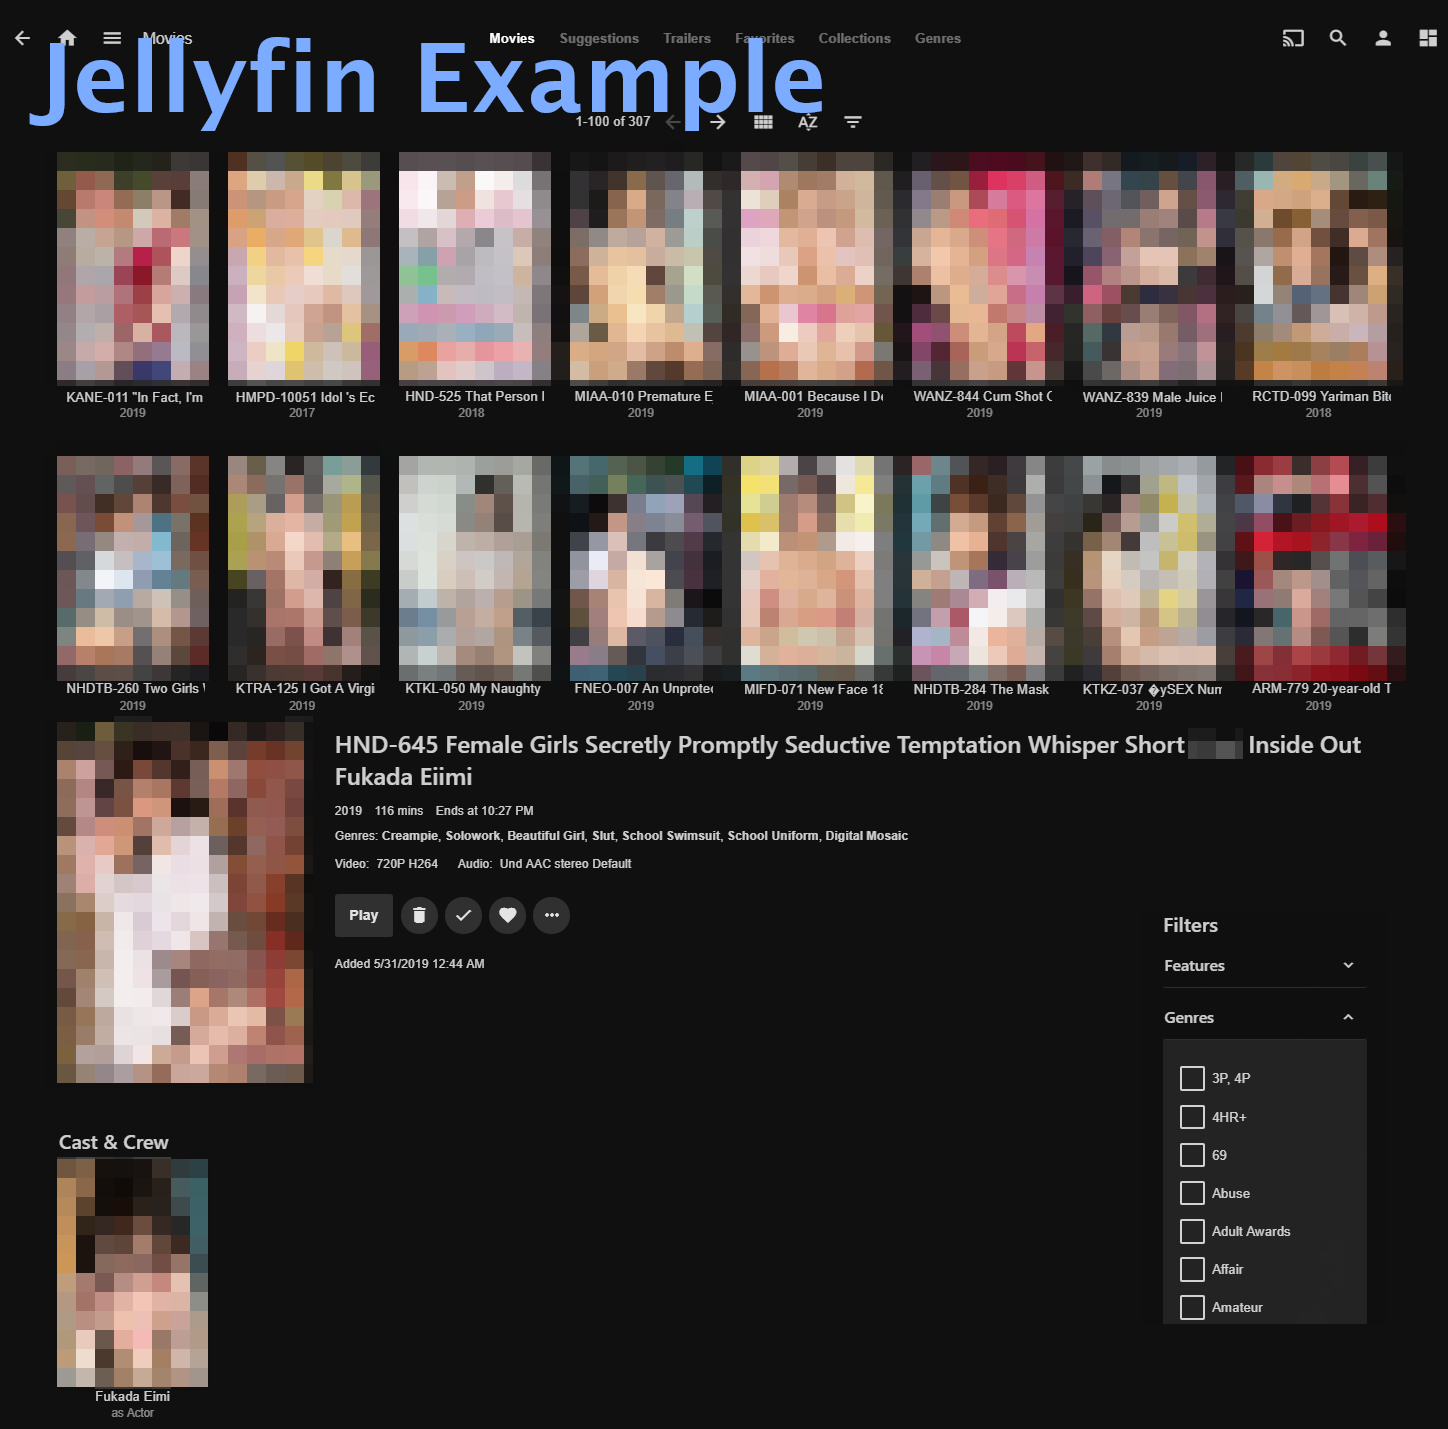 Movies
Movies Suggestions Trailers Favorites Collections Genres
Jellyfin Example
1-100 of 307
KANE-011 "In Fact, I'm
HMPD-10051 Idol 's Ec
HND-525 That Person I
MIAA-010 Premature E
MIAA-001 Because I Do
WANZ-844 Cum Shot C
WANZ-839 Male Juice
RCTD-099 Yariman Bit
2019
2017
2018
2019
2019
2019
2019
2018
NHDTB-260 Two Girls
KTRA-125 I Got A Virgi
KTKL-050 My Naughty
FNEO-007 An Unprotec
MIFD-071 New Face 18
NHDTB-284 The Mask
KTKZ-037 �ySEX Num
ARM-779 20-year-old T
2019
2019
2019
2019
2019
2019
2019
2019
HND-645 Female Girls Secretly Promptly Seductive Temptation Whisper Short Inside Out
Fukada Eiimi
2019 116 mins Ends at 10:27 PM
Genres: Creampie, Solowork, Beautiful Girl, Slut, School Swimsuit, School Uniform, Digital Mosaic
Video: 720P H264 Audio: Und AAC stereo Default
Play
Added 5/31/2019 12:44 AM
Filters
Features
Genres
3P, 4P
4HR+
69
Abuse
Adult Awards
Affair
Amateur
Cast & Crew
Fukada Eimi
as Actor